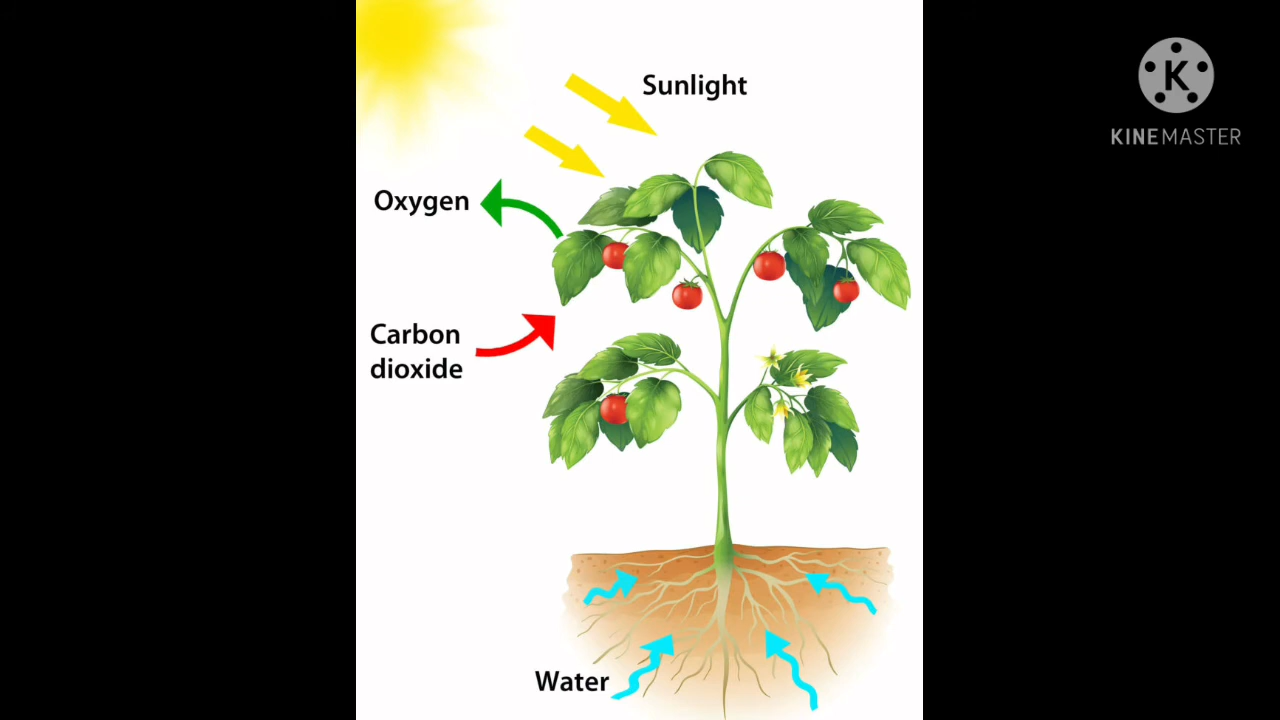 Sunlight
Oxygen
Carbon
dioxide
Water
K
KINEMASTER